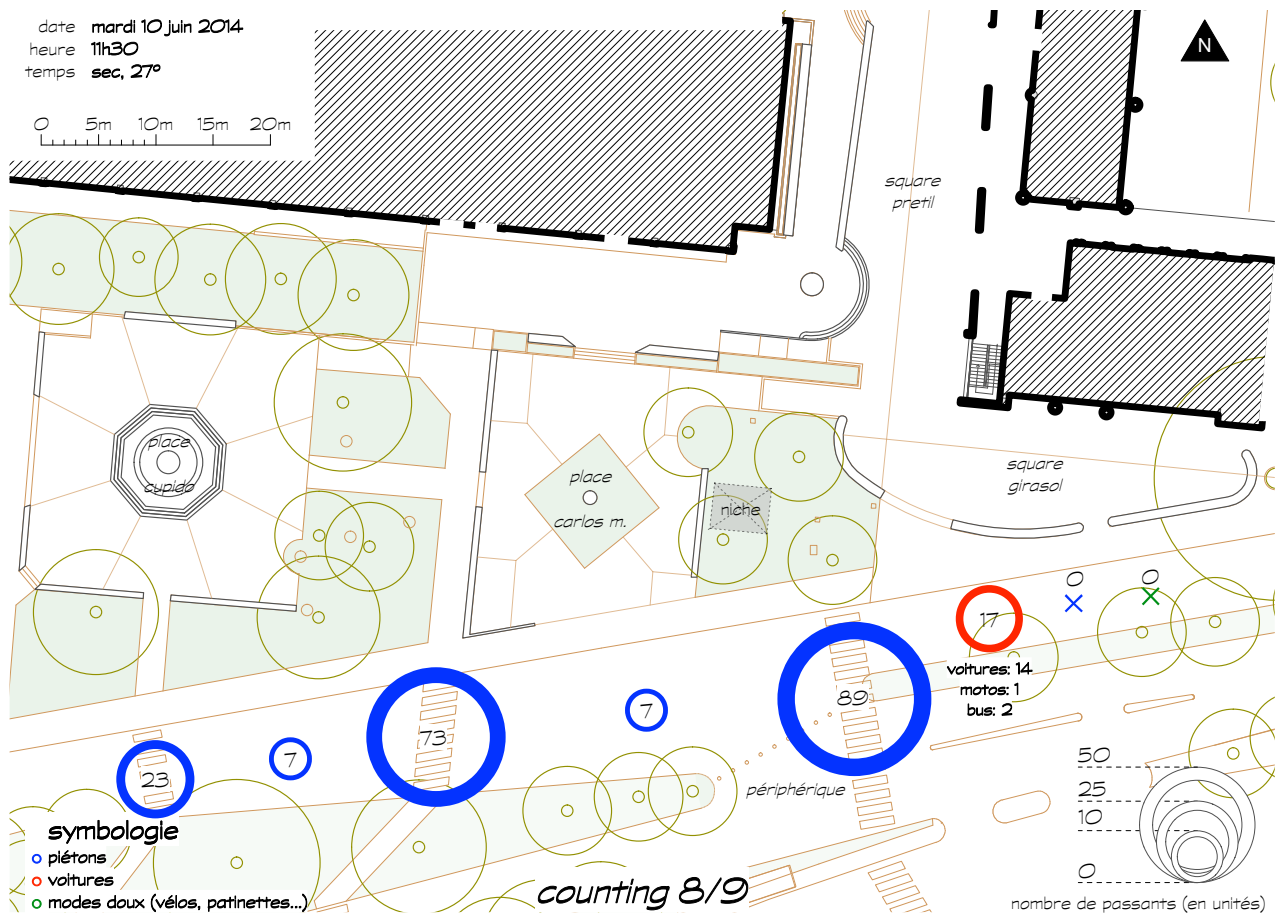 date mardi 10 juin 2014
heure 11h30
temps sec, 27°
0 5m 10m 15m 20m
N
square
pretil
place
cupido
place
carlos m.
niche
square
girasol
0
0
17
voitures: 14
motos: 1
bus: 2
89
7
73
7
23
périphérique
50
25
10
0
nombre de passants (en unités)
symbologie
piétons
voitures
modes doux (vélos, patinettes...)
counting 8/9